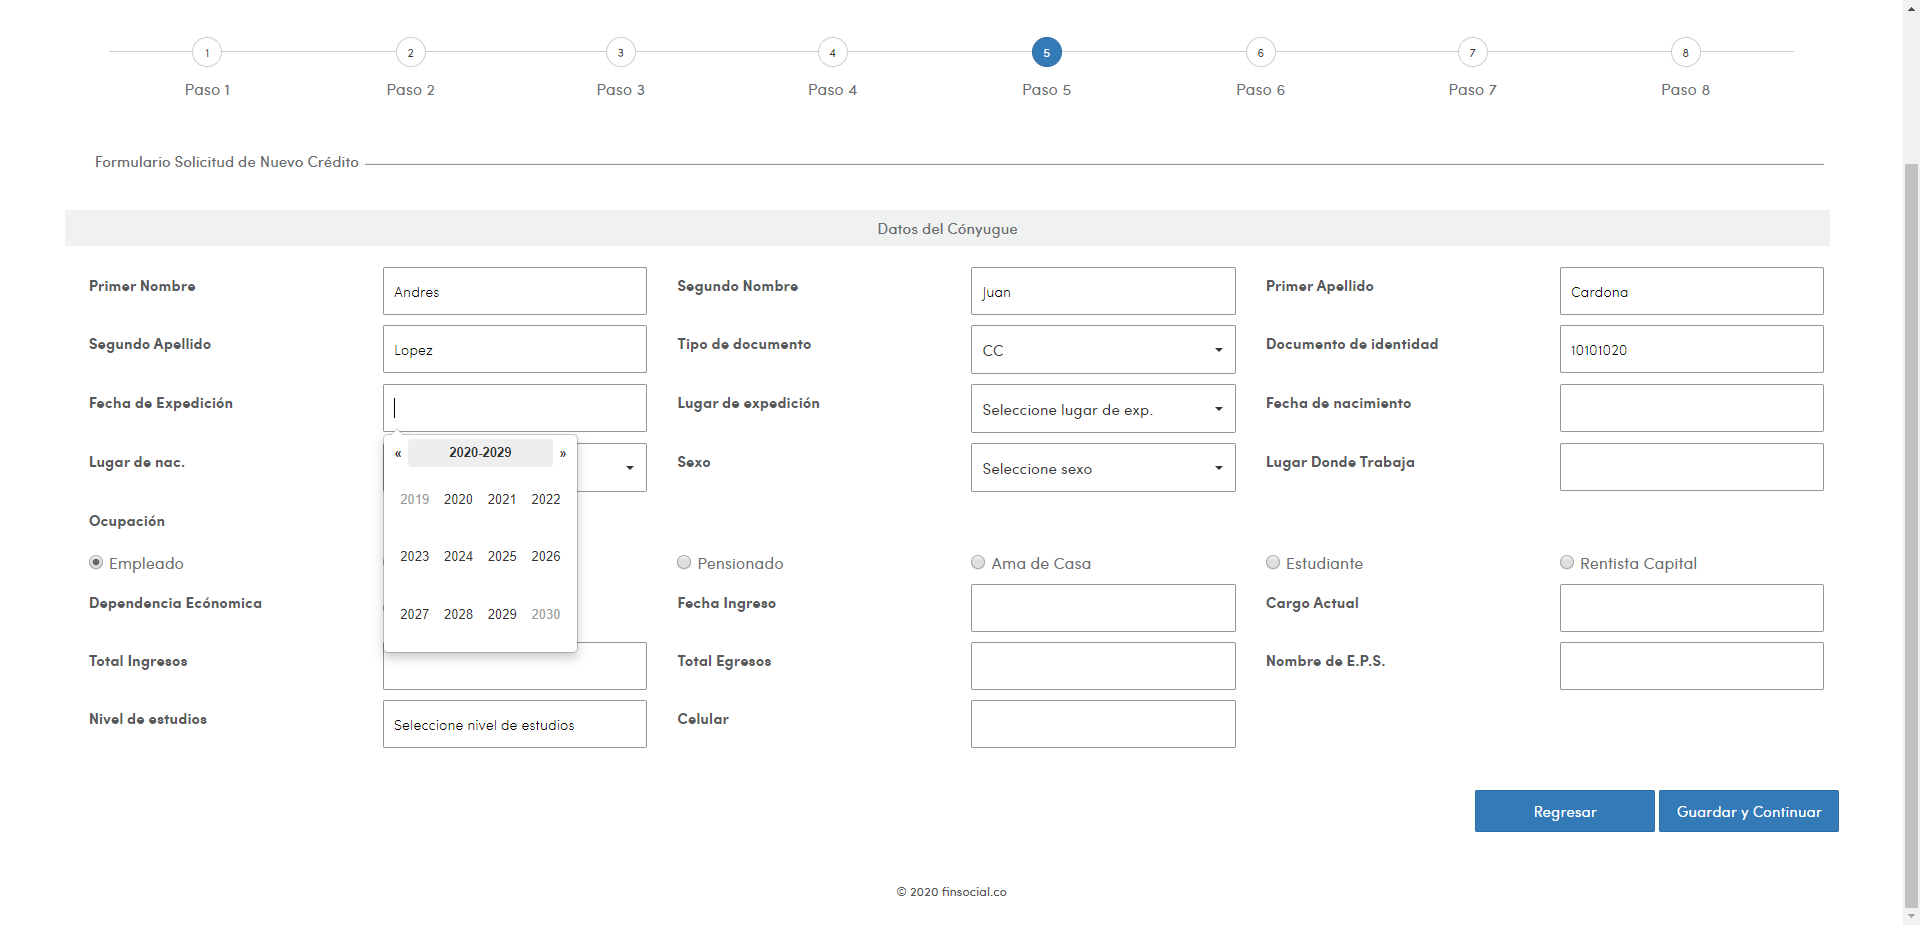 1 2 3 4 5 6 7 8
Paso 1 Paso 2 Paso 3 Paso 4 Paso 5 Paso 6 Paso 7 Paso 8
Formulario Solicitud de Nuevo Crédito
Datos del Cónyugue
Primer Nombre Andres Segundo Nombre Juan Primer Apellido Cardona
Segundo Apellido Lopez Tipo de documento CC Documento de identidad 10101020
Fecha de Expedición Lugar de expedición Seleccione lugar de exp. Fecha de nacimiento
« 2020-2029 »
Lugar de nac. Sexo Seleccione sexo Lugar Donde Trabaja
2019 2020 2021 2022
Ocupación
2023 2024 2025 2026
Empleado Pensionado Ama de Casa Estudiante Rentista Capital
Dependencia Ecónomica Fecha Ingreso Cargo Actual
2027 2028 2029 2030
Total Ingresos Total Egresos Nombre de E.P.S.
Nivel de estudios Seleccione nivel de estudios Celular
Regresar Guardar y Continuar
© 2020 finsocial.co